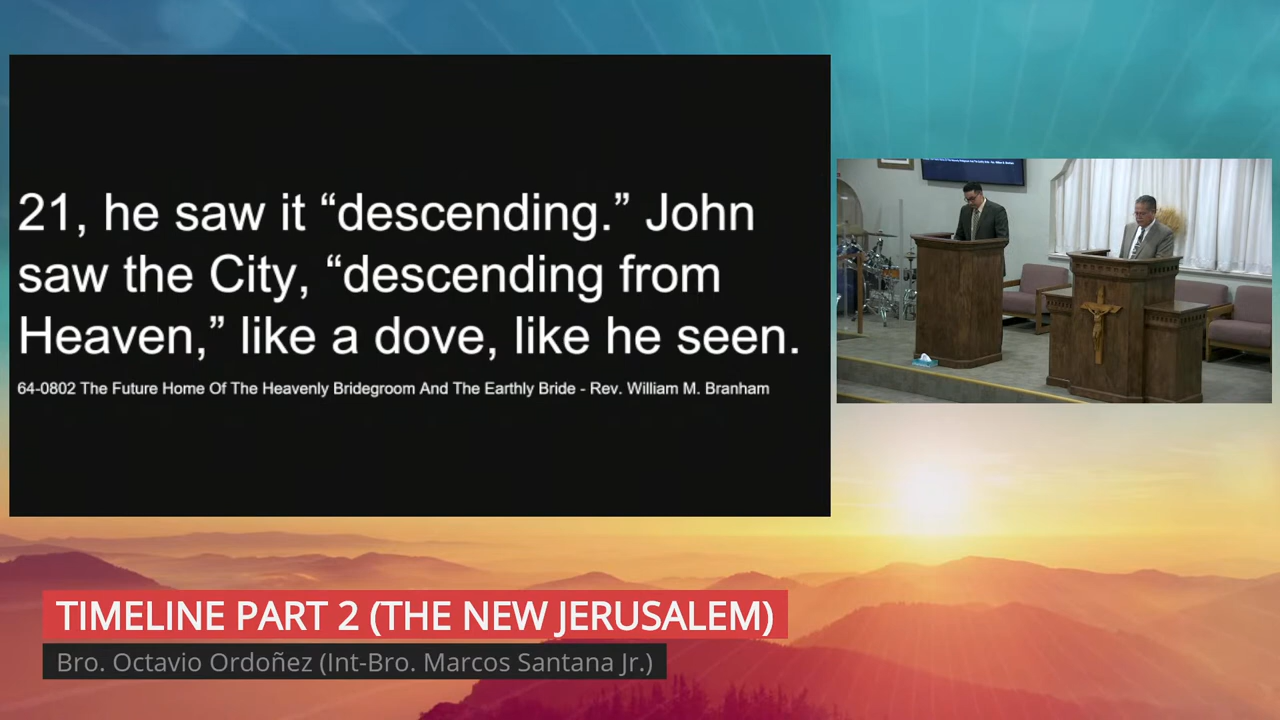 21, he saw it “descending.” John
saw the City, “descending from
Heaven,” like a dove, like he seen.
64-0802 The Future Home Of The Heavenly Bridegroom And The Earthly Bride - Rev. William M. Branham
TIMELINE PART 2 (THE NEW JERUSALEM)
Bro. Octavio Ordoñez (Int-Bro. Marcos Santana Jr.)